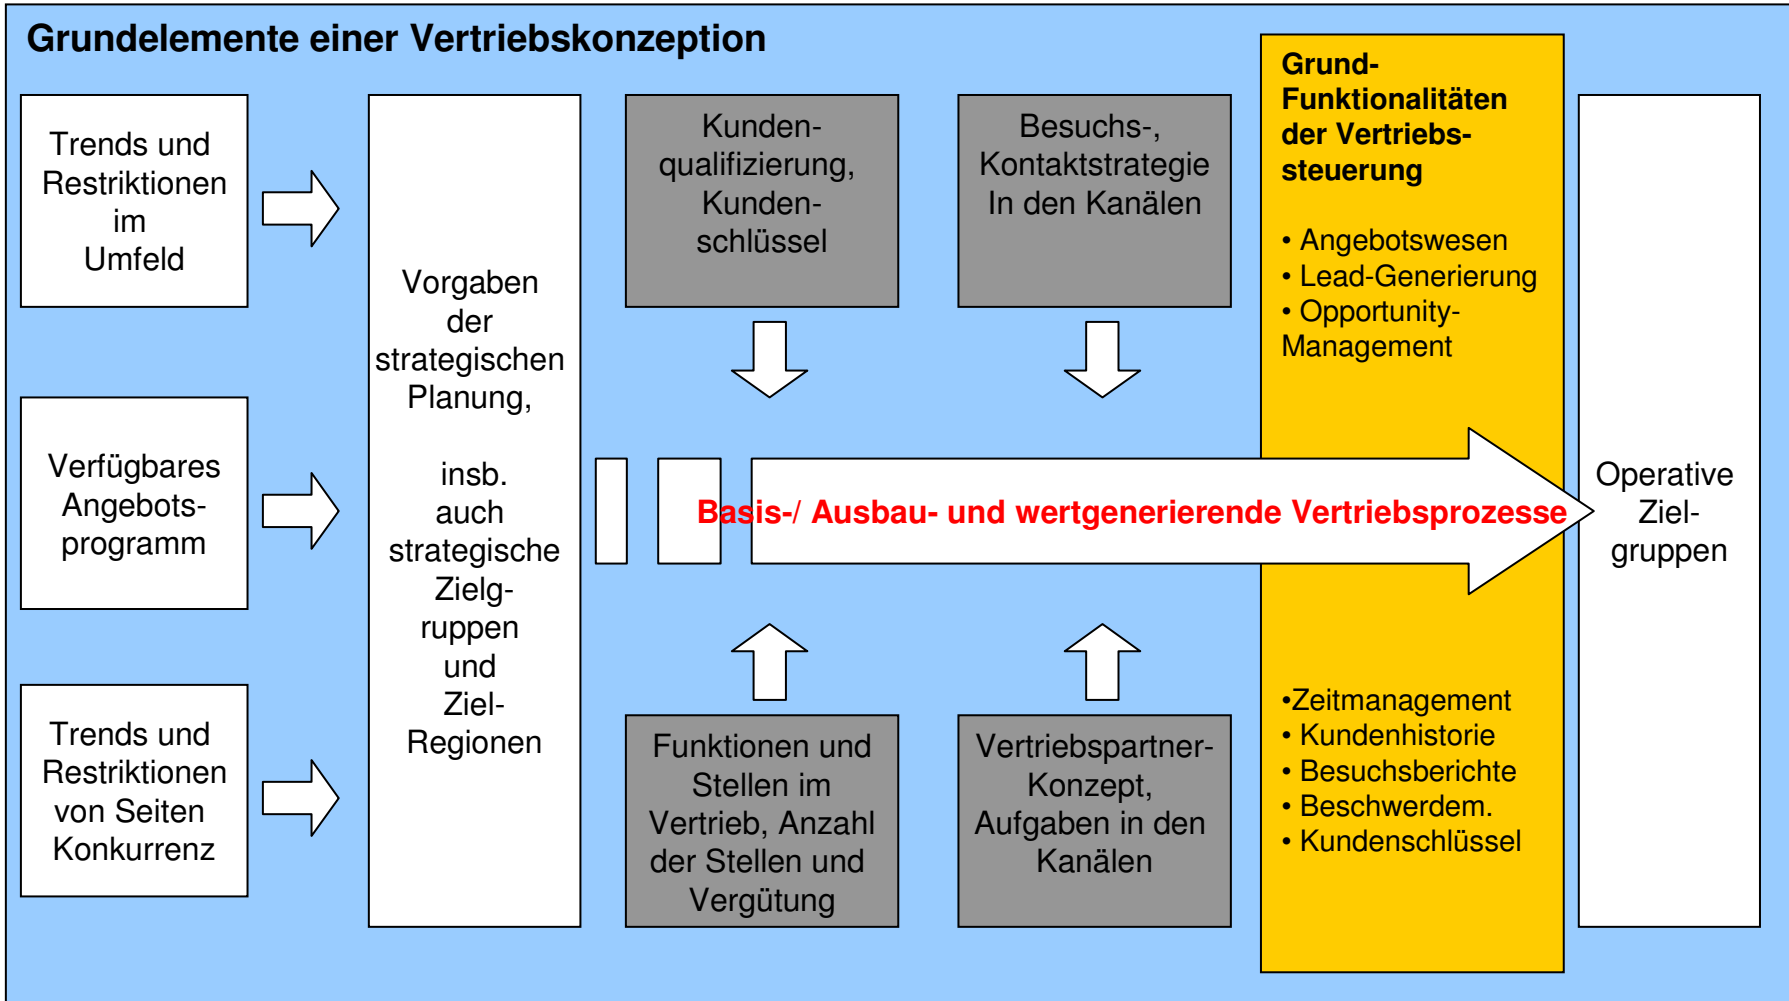 Grundelemente einer Vertriebskonzeption
Trends und
Restriktionen
im
Umfeld
Verfügbares
Angebots-
programm
Trends und
Restriktionen
von Seiten
Konkurrenz
Vorgaben
der
strategischen
Planung,
insb.
auch
strategische
Zielg-
ruppen
und
Ziel-
Regionen
Kunden-
qualifizierung,
Kunden-
schlüssel
Besuchs-,
Kontaktstrategie
In den Kanälen
Basis-/ Ausbau- und wertgenerierende Vertriebsprozesse
Funktionen und
Stellen im
Vertrieb, Anzahl
der Stellen und
Vergütung
Vertriebspartner-
Konzept,
Aufgaben in den
Kanälen
Grund-
Funktionalitäten
der Vertriebs-
steuerung
• Angebotswesen
• Lead-Generierung
• Opportunity-
Management
•Zeitmanagement
• Kundenhistorie
• Besuchsberichte
• Beschwerdem.
• Kundenschlüssel
Operative
Ziel-
gruppen